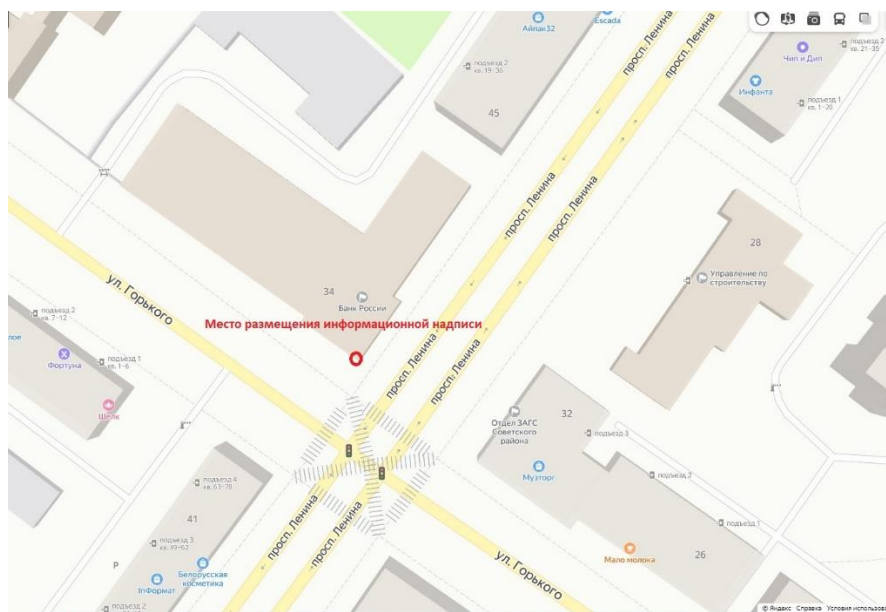 Айпак32
Escada
подъезд 2
кв. 19-36
45
просп. Ленина
просп. Ленина
подъезд 2
кв. 21-35
Чип и Дип
Инфанта
подъезд 1
кв. 1-20
просп. Ленина
просп. Ленина
28
Управление по
строительству
ул. Горького
34
Банк России
Место размещения информационной надписи
подъезд 2
кв. 7-12
подъезд 1
кв. 1-6
Фортуна
Шёлк
просп. Ленина
просп. Ленина
Отдел ЗАГС
Советского
района
32
подъезд 3
Музторг
подъезд 2
подъезд 1
26
Мало молока
подъезд 4
кв. 63-78
41
подъезд 3
InФормат
Белорусская
косметика
P
просп. Ленина
просп. Ленина
ул. Горького
подъезд 2
© Яндекс Справка Условия использова